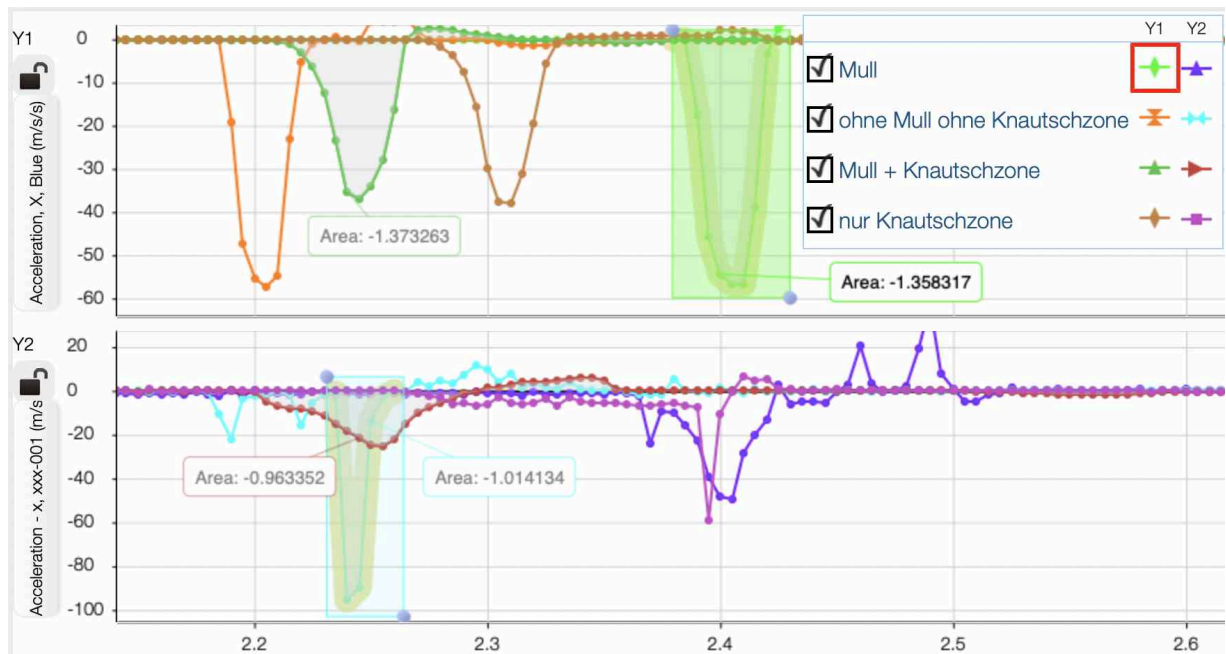 Y1
Acceleration, X, Blue (m/s/s)
0
-10
-20
-30
-40
-50
-60
Area: -1.373263
Area: -1.358317
Y1 Y2
Mull
ohne Mull ohne Knautschzone
Mull + Knautschzone
nur Knautschzone
Y2
Acceleration - x, xxx-001 (m/s
20
0
-20
-40
-60
-80
-100
Area: -0.963352
Area: -1.014134
2.2 2.3 2.4 2.5 2.6